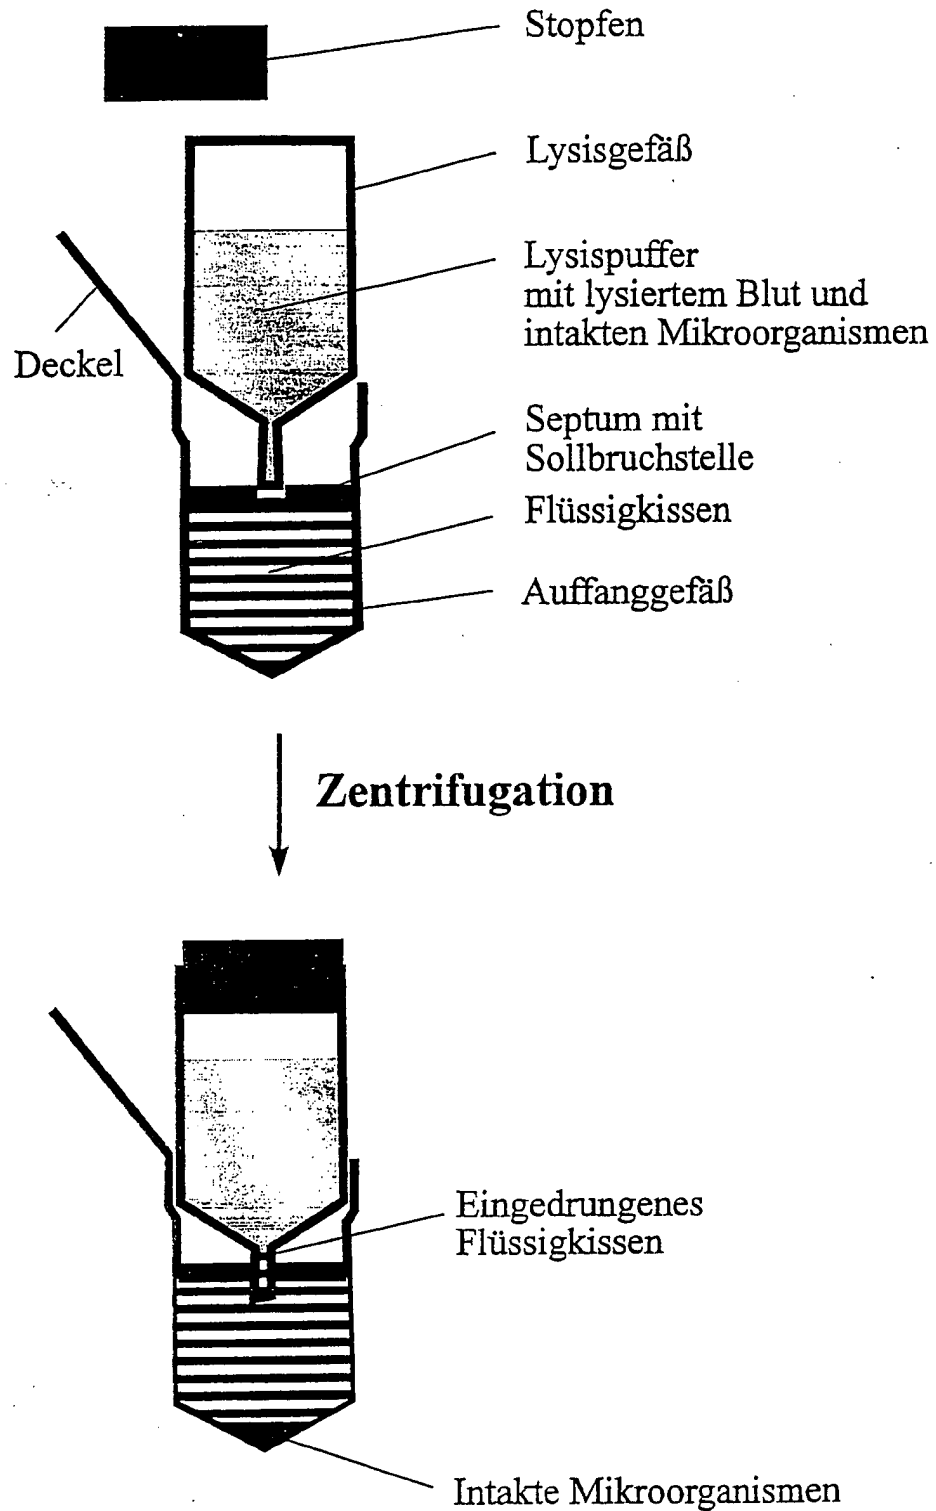 Stopfen
Lysisgefäß
Lysispuffer
mit lysiertem Blut und
intakten Mikroorganismen
Deckel
Septum mit
Sollbruchstelle
Flüssigkissen
Auffanggefäß
Zentrifugation
Eingedrungenes
Flüssigkissen
Intakte Mikroorganismen